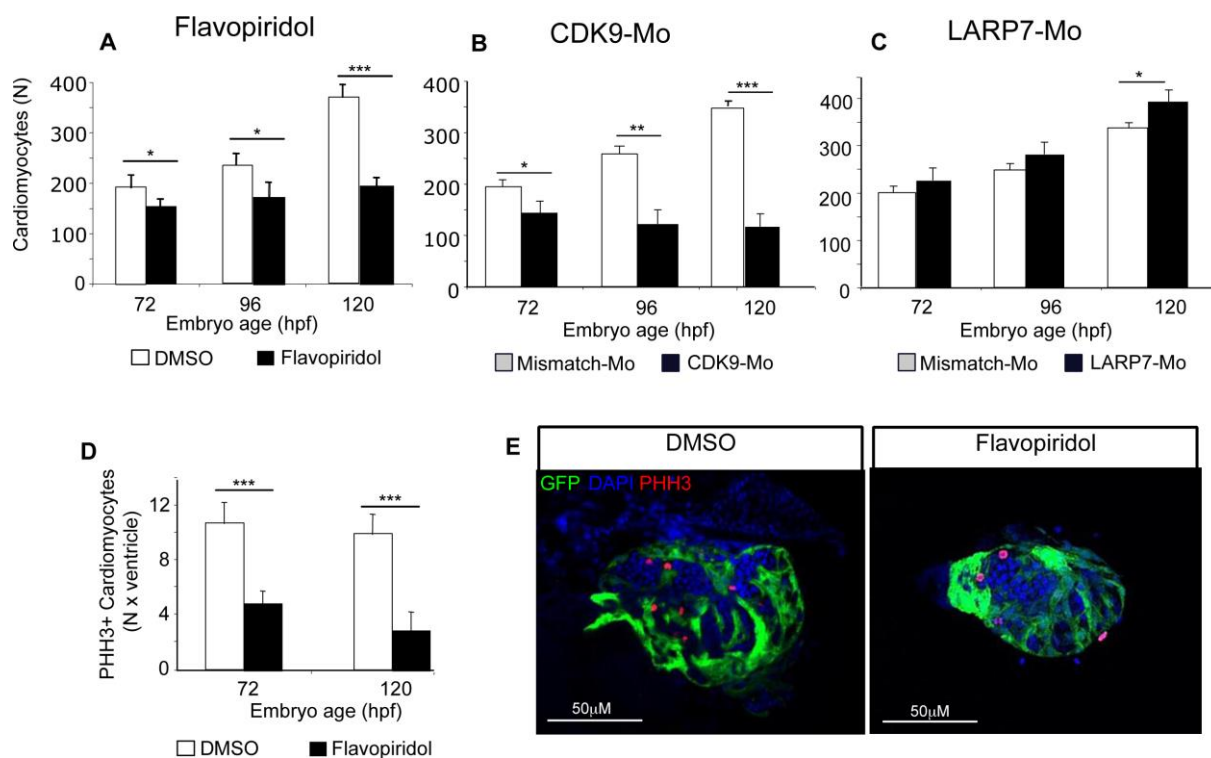 Flavopiridol
CDK9-Mo
LARP7-Mo
A
B
C
Cardiomyocytes (N)
400
300
200
100
0
*
*
***
72
96
120
Embryo age (hpf)
DMSO
Flavopiridol
400
300
200
100
0
*
**
***
72
96
120
Embryo age (hpf)
Mismatch-Mo
CDK9-Mo
400
300
200
100
0
*
72
96
120
Embryo age (hpf)
Mismatch-Mo
LARP7-Mo
D
PHH3+ Cardiomyocytes
(N x ventricle)
12
8
4
0
***
***
72
120
Embryo age (hpf)
DMSO
Flavopiridol
E
DMSO
Flavopiridol
GFP DAPI PHH3
50μM
50μM